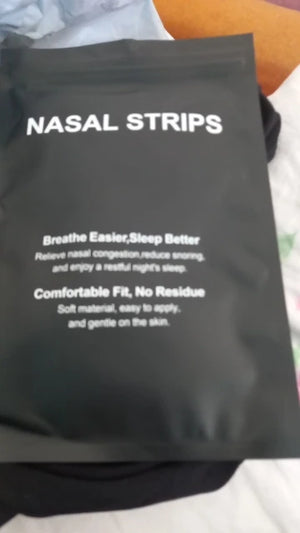 NASAL STRIPS
Breathe Easier,Sleep Better
Relieve nasal congestion,reduce snoring,
and enjoy a restful night's sleep.
Comfortable Fit, No Residue
Soft material, easy to apply,
and gentle on the skin.